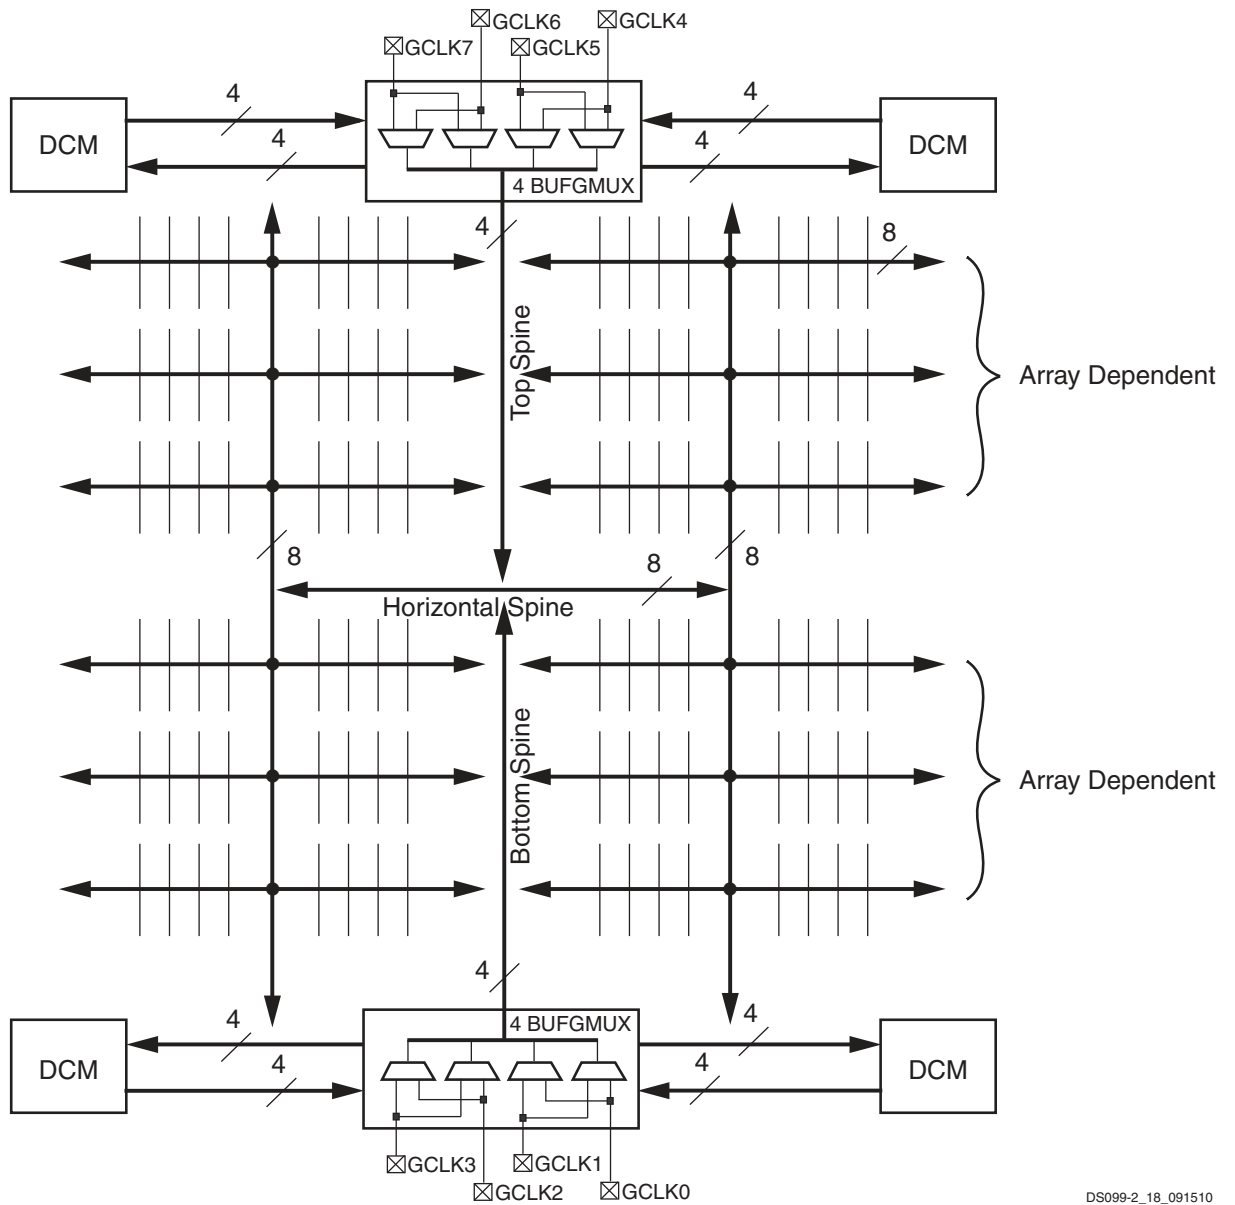 GCLK6
GCLK4
GCLK7
GCLK5
4
4
DCM
DCM
4
4
4 BUFGMUX
4
8
Top Spine
Array Dependent
8
8
8
Horizontal Spine
Bottom Spine
Array Dependent
4
4 BUFGMUX
4
4
DCM
DCM
4
4
GCLK3
GCLK1
GCLK2
GCLK0
DS099-2_18_091510